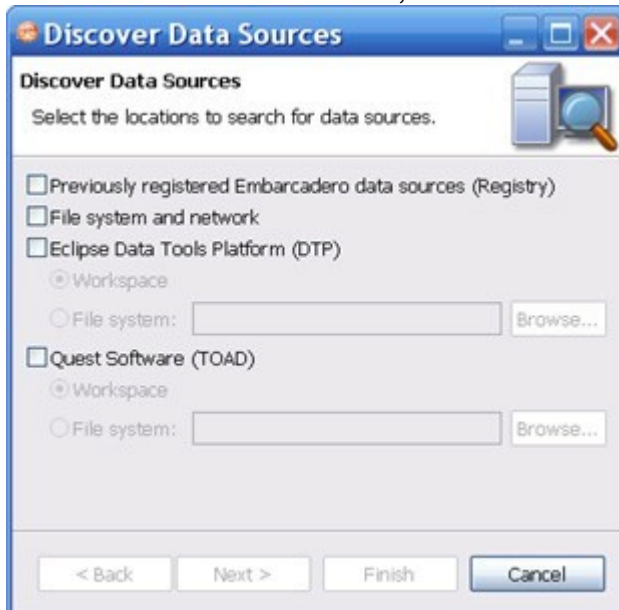 Discover Data Sources
Discover Data Sources
Select the locations to search for data sources.
Previously registered Embarcadero data sources (Registry)
File system and network
Eclipse Data Tools Platform (DTP)
Workspace
File system:
Browse...
Quest Software (TOAD)
Workspace
File system:
Browse...
< Back Next > Finish Cancel